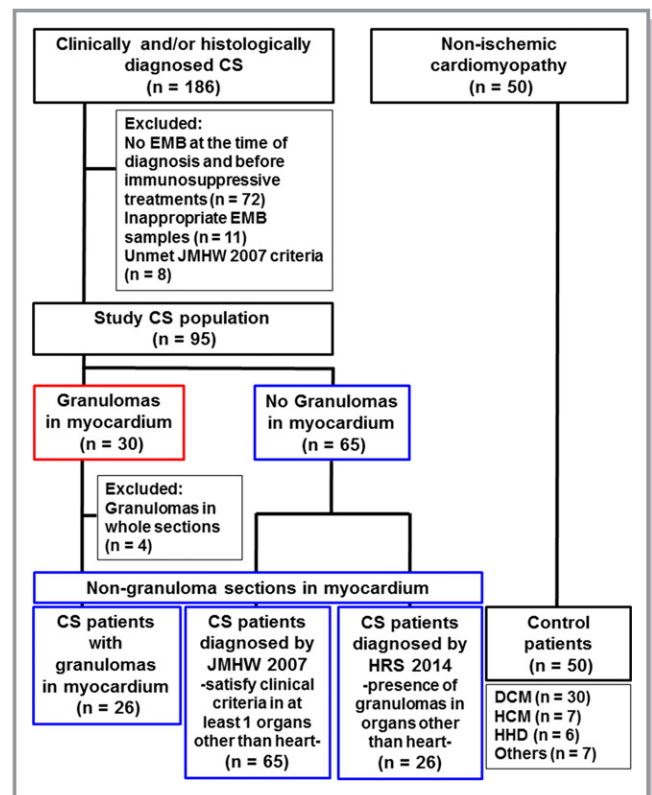 Clinically and/or histologically
diagnosed CS
(n = 186)
Non-ischemic
cardiomyopathy
(n = 50)
Excluded:
No EMB at the time of
diagnosis and before
immunosuppressive
treatments (n = 72)
Inappropriate EMB
samples (n = 11)
Unmet JMHW 2007 criteria
(n = 8)
Study CS population
(n = 95)
Granulomas
in myocardium
(n = 30)
No Granulomas
in myocardium
(n = 65)
Excluded:
Granulomas in
whole sections
(n = 4)
Non-granuloma sections in myocardium
CS patients
with
granulomas
in myocardium
(n = 26)
CS patients
diagnosed by
JMHW 2007
-satisfy clinical
criteria in at
least 1 organs
other than heart-
(n = 65)
CS patients
diagnosed by
HRS 2014
-presence of
granulomas in
organs other
than heart-
(n = 26)
Control
patients
(n = 50)
DCM (n = 30)
HCM (n = 7)
HHD (n = 6)
Others (n = 7)